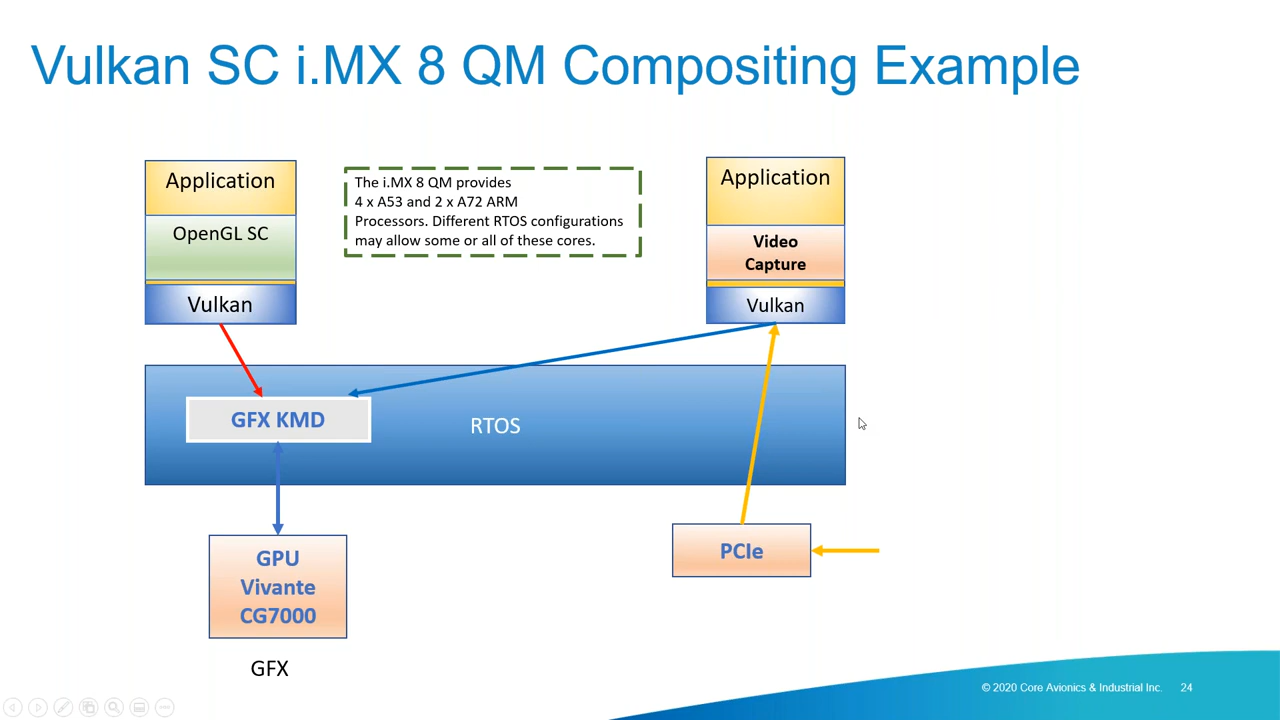 Vulkan SC i.MX 8 QM Compositing Example
Application
OpenGL SC
Vulkan
The i.MX 8 QM provides
4 x A53 and 2 x A72 ARM
Processors. Different RTOS configurations
may allow some or all of these cores.
Application
Video
Capture
Vulkan
GFX KMD
RTOS
GPU
Vivante
CG7000
GFX
PCIe
© 2020 Core Avionics & Industrial Inc.
24